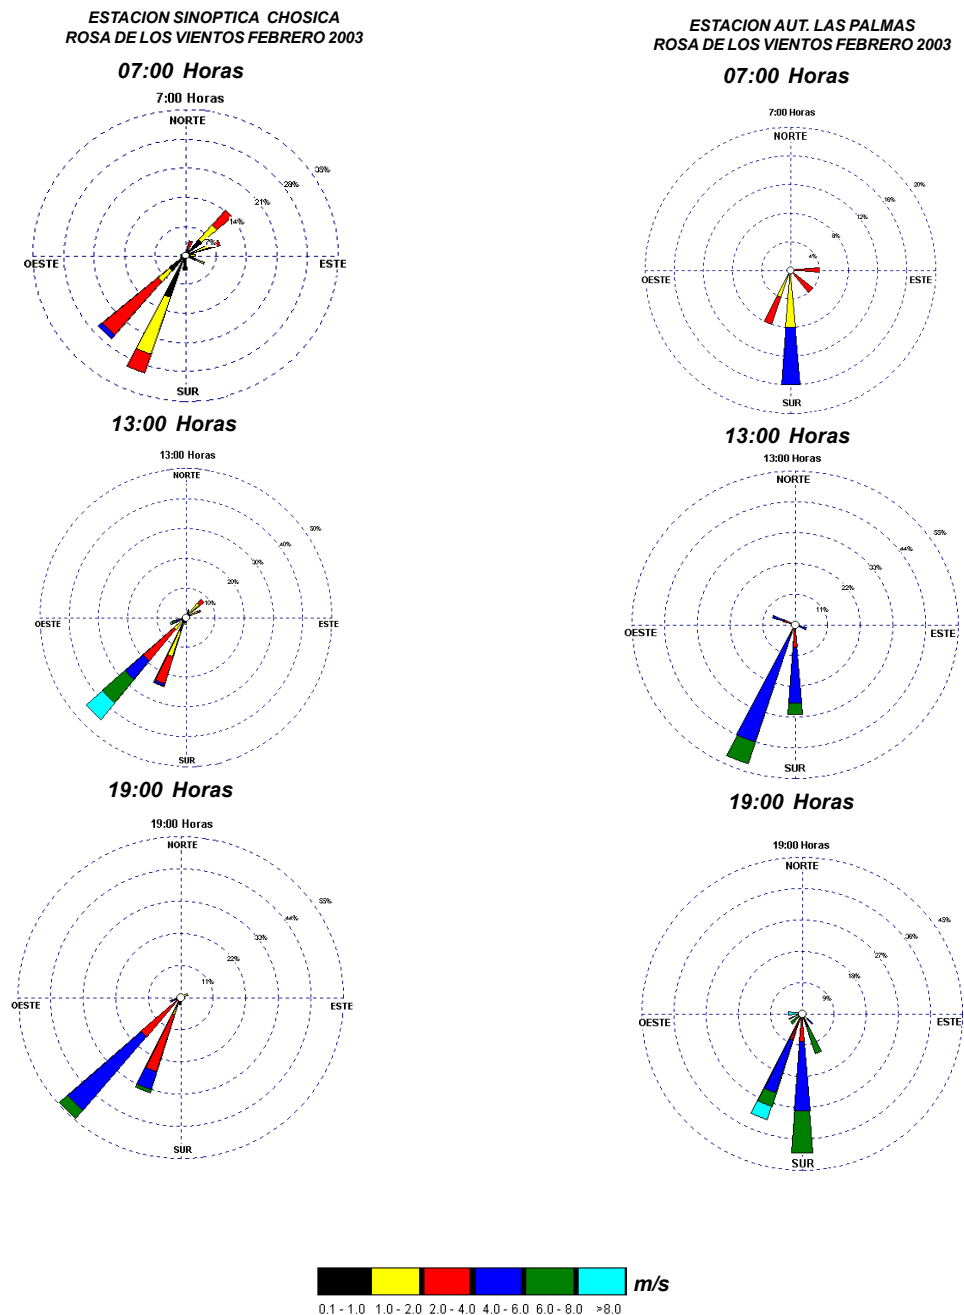 ESTACION SINOPTICA CHOSICA
ROSA DE LOS VIENTOS FEBRERO 2003
07:00 Horas
7:00 Horas
NORTE
35%
28%
21%
14%
7%
OESTE
ESTE
SUR
13:00 Horas
13:00 Horas
NORTE
50%
40%
30%
20%
10%
OESTE
ESTE
SUR
19:00 Horas
19:00 Horas
NORTE
55%
44%
33%
22%
11%
OESTE
ESTE
SUR
ESTACION AUT. LAS PALMAS
ROSA DE LOS VIENTOS FEBRERO 2003
07:00 Horas
7:00 Horas
NORTE
20%
16%
12%
8%
4%
OESTE
ESTE
SUR
13:00 Horas
13:00 Horas
NORTE
55%
44%
33%
22%
11%
OESTE
ESTE
SUR
19:00 Horas
19:00 Horas
NORTE
45%
36%
27%
18%
9%
OESTE
ESTE
SUR
m/s
0.1 - 1.0 1.0 - 2.0 2.0 - 4.0 4.0 - 6.0 6.0 - 8.0 >8.0